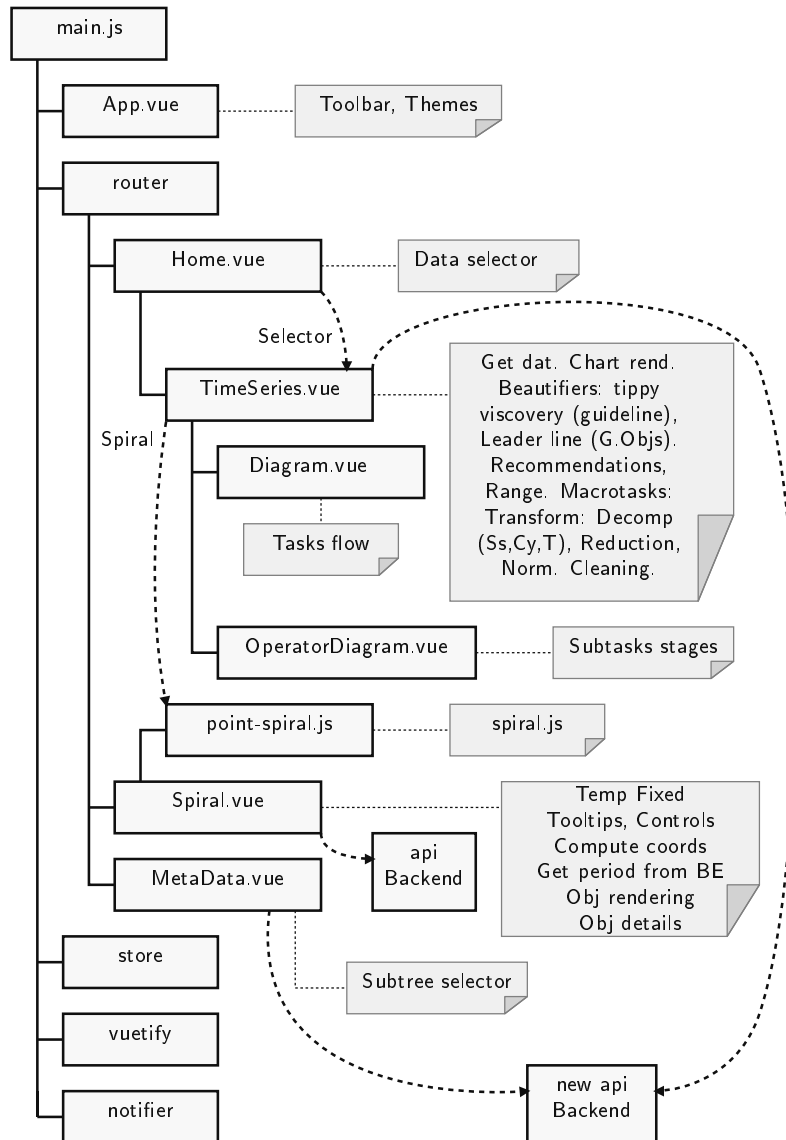 main.js
App.vue
Toolbar, Themes
router
Home.vue
Data selector
Selector
TimeSeries.vue
Get dat. Chart rend.
Beautifiers: tippy
viscovery (guideline),
Leader line (G.Objs).
Recommendations,
Range. Macrotasks:
Transform: Decomp
(Ss,Cy,T), Reduction,
Norm. Cleaning.
Spiral
Diagram.vue
Tasks flow
OperatorDiagram.vue
Subtasks stages
point-spiral.js
spiral.js
Spiral.vue
Temp Fixed
Tooltips, Controls
Compute coords
Get period from BE
Obj rendering
Obj details
api
Backend
MetaData.vue
store
Subtree selector
vuetify
new api
Backend
notifier